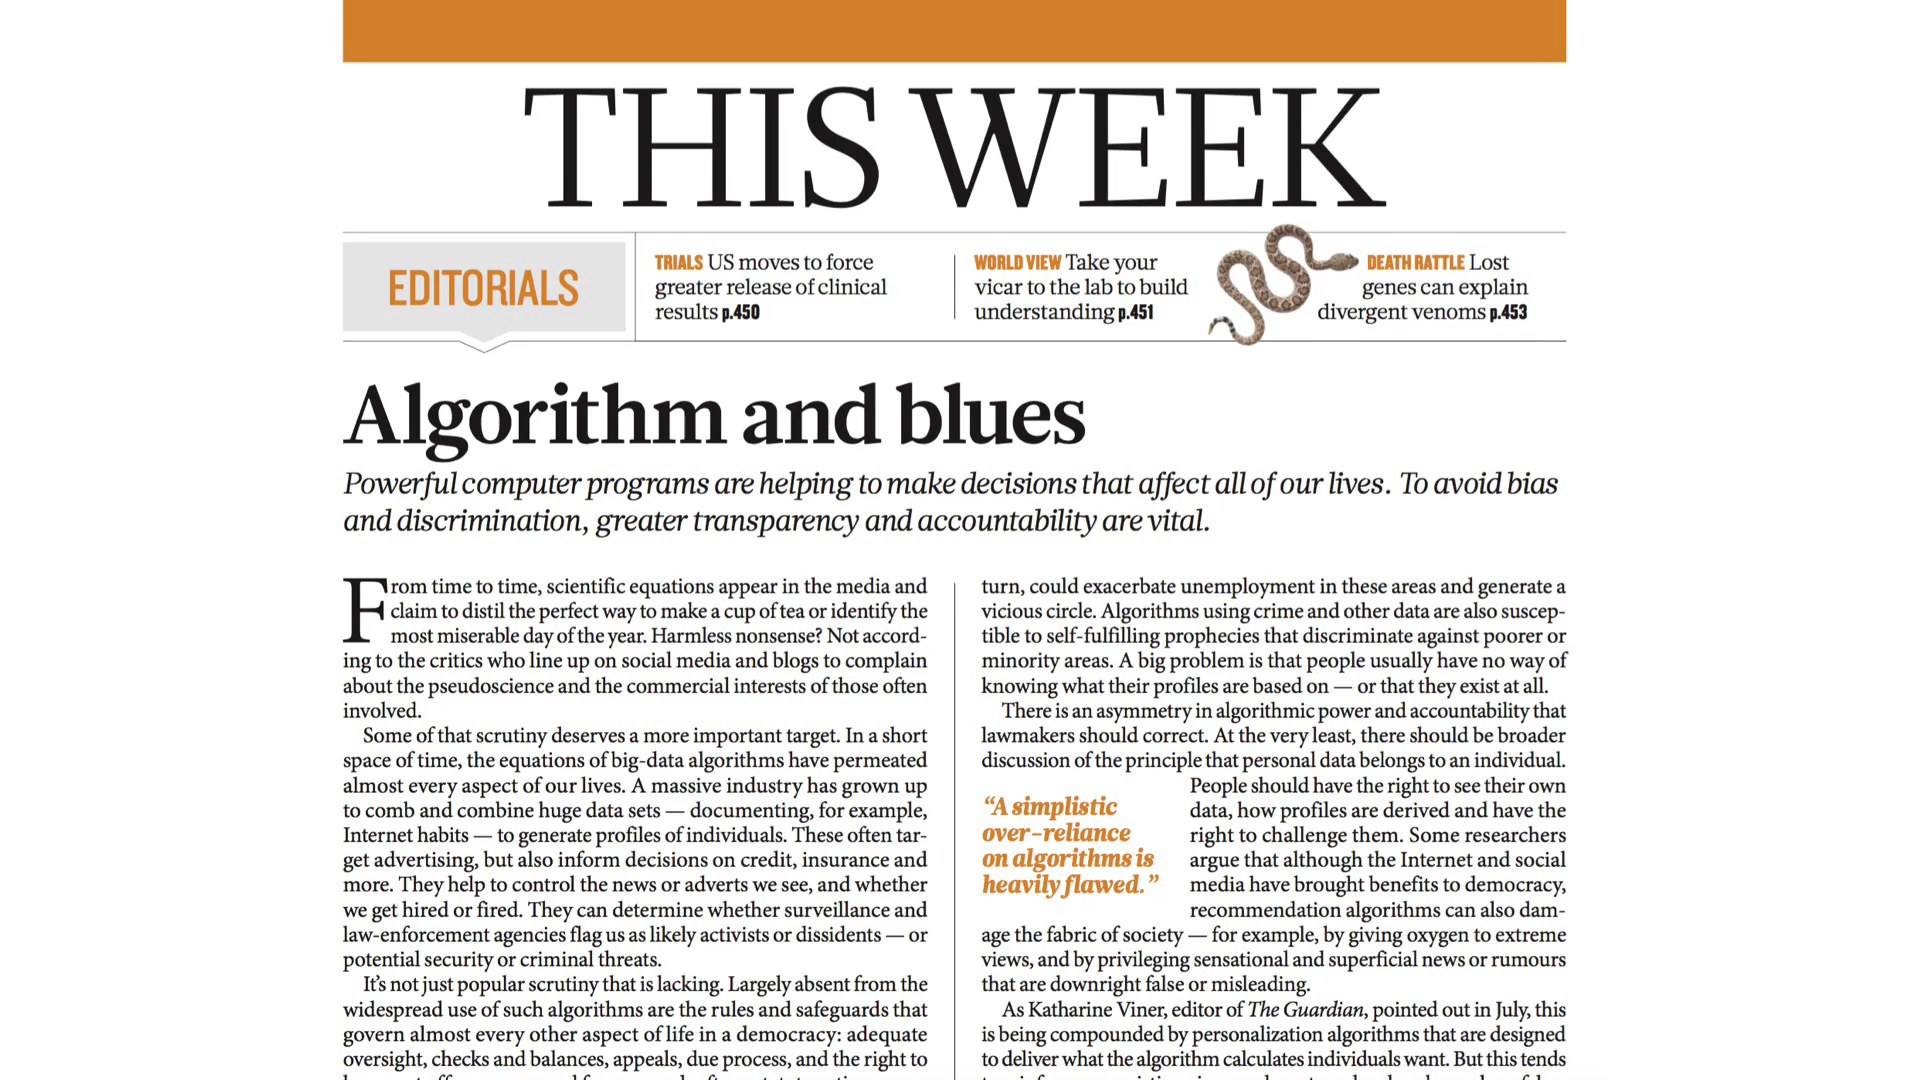 THIS WEEK
EDITORIALS
TRIALS US moves to force
greater release of clinical
results p.450
WORLD VIEW Take your
vicar to the lab to build
understanding p.451
DEATH RATTLE Lost
genes can explain
divergent venoms p.453
Algorithm and blues
Powerful computer programs are helping to make decisions that affect all of our lives. To avoid bias
and discrimination, greater transparency and accountability are vital.
From time to time, scientific equations appear in the media and
claim to distil the perfect way to make a cup of tea or identify the
most miserable day of the year. Harmless nonsense? Not accord-
ing to the critics who line up on social media and blogs to complain
about the pseudoscience and the commercial interests of those often
involved.
Some of that scrutiny deserves a more important target. In a short
space of time, the equations of big-data algorithms have permeated
almost every aspect of our lives. A massive industry has grown up
to comb and combine huge data sets — documenting, for example,
Internet habits — to generate profiles of individuals. These often tar-
get advertising, but also inform decisions on credit, insurance and
more. They help to control the news or adverts we see, and whether
we get hired or fired. They can determine whether surveillance and
law-enforcement agencies flag us as likely activists or dissidents — or
potential security or criminal threats.
It’s not just popular scrutiny that is lacking. Largely absent from the
widespread use of such algorithms are the rules and safeguards that
govern almost every other aspect of life in a democracy: adequate
oversight, checks and balances, appeals, due process, and the right to
turn, could exacerbate unemployment in these areas and generate a
vicious circle. Algorithms using crime and other data are also suscep-
tible to self-fulfilling prophecies that discriminate against poorer or
minority areas. A big problem is that people usually have no way of
knowing what their profiles are based on — or that they exist at all.
There is an asymmetry in algorithmic power and accountability that
lawmakers should correct. At the very least, there should be broader
discussion of the principle that personal data belongs to an individual.
People should have the right to see their own
data, how profiles are derived and have the
right to challenge them. Some researchers
argue that although the Internet and social
media have brought benefits to democracy,
recommendation algorithms can also dam-
age the fabric of society — for example, by giving oxygen to extreme
views, and by privileging sensational and superficial news or rumours
that are downright false or misleading.
“A simplistic
over-reliance
on algorithms is
heavily flawed.”
As Katharine Viner, editor of The Guardian, pointed out in July, this
is being compounded by personalization algorithms that are designed
to deliver what the algorithm calculates individuals want. But this tends